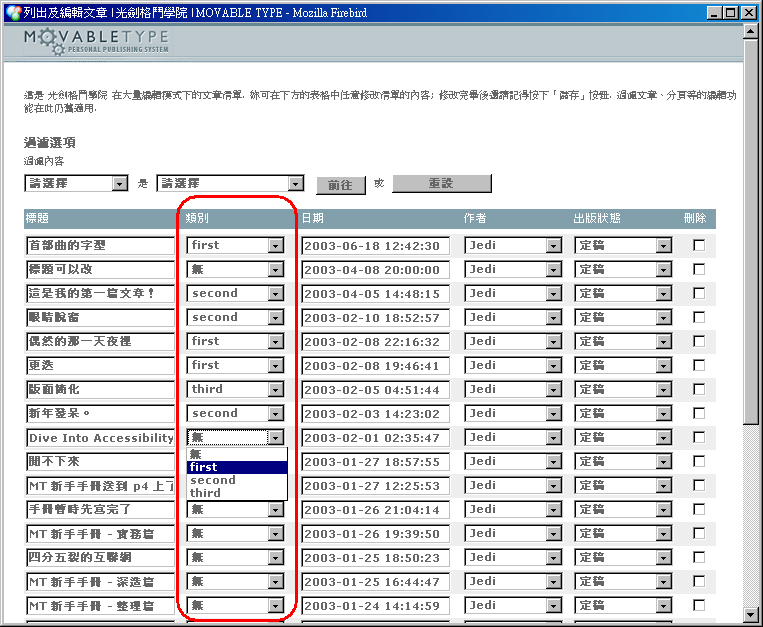 列出及編輯文章 | 光劍格鬥學院 | MOVABLE TYPE - Mozilla Firebird
MOVABLETYPE
PERSONAL PUBLISHING SYSTEM
這是 光劍格鬥學院 在大量編輯模式下的文章清單. 妳可在下方的表格中任意修改清單的內容; 修改完畢後還請記得按下「儲存」按鈕. 過濾文章、分頁等的編輯功
能在此仍舊適用.
過濾選項
過濾內容
請選擇 是 請選擇 前往 或 重設
標題 類別 日期 作者 出版狀態 刪除
首部曲的字型 first 2003-06-18 12:42:30 Jedi 定稿
標題可以改 無 2003-04-08 20:00:00 Jedi 定稿
這是我的第一篇文章！ second 2003-04-05 14:48:15 Jedi 定稿
眼睛脫窗 second 2003-02-10 18:52:57 Jedi 定稿
偶然的那一天夜裡 first 2003-02-08 22:16:32 Jedi 定稿
更迭 first 2003-02-08 19:46:41 Jedi 定稿
版面簡化 third 2003-02-05 04:51:44 Jedi 定稿
新年發呆。 second 2003-02-03 14:23:02 Jedi 定稿
Dive Into Accessibility 無 2003-02-01 02:35:47 Jedi 定稿
無
first
second
third
閒不下來 2003-01-27 18:57:55 Jedi 定稿
MT 新手手冊送到 p4 上了 2003-01-27 12:25:53 Jedi 定稿
手冊暫時先寫完了 無 2003-01-26 21:04:14 Jedi 定稿
MT 新手手冊 - 實務篇 無 2003-01-26 19:39:50 Jedi 定稿
四分五裂的互聯網 無 2003-01-25 18:50:23 Jedi 定稿
MT 新手手冊 - 深造篇 無 2003-01-25 16:44:47 Jedi 定稿
MT 新手手冊 - 整理篇 無 2003-01-24 14:14:59 Jedi 定稿